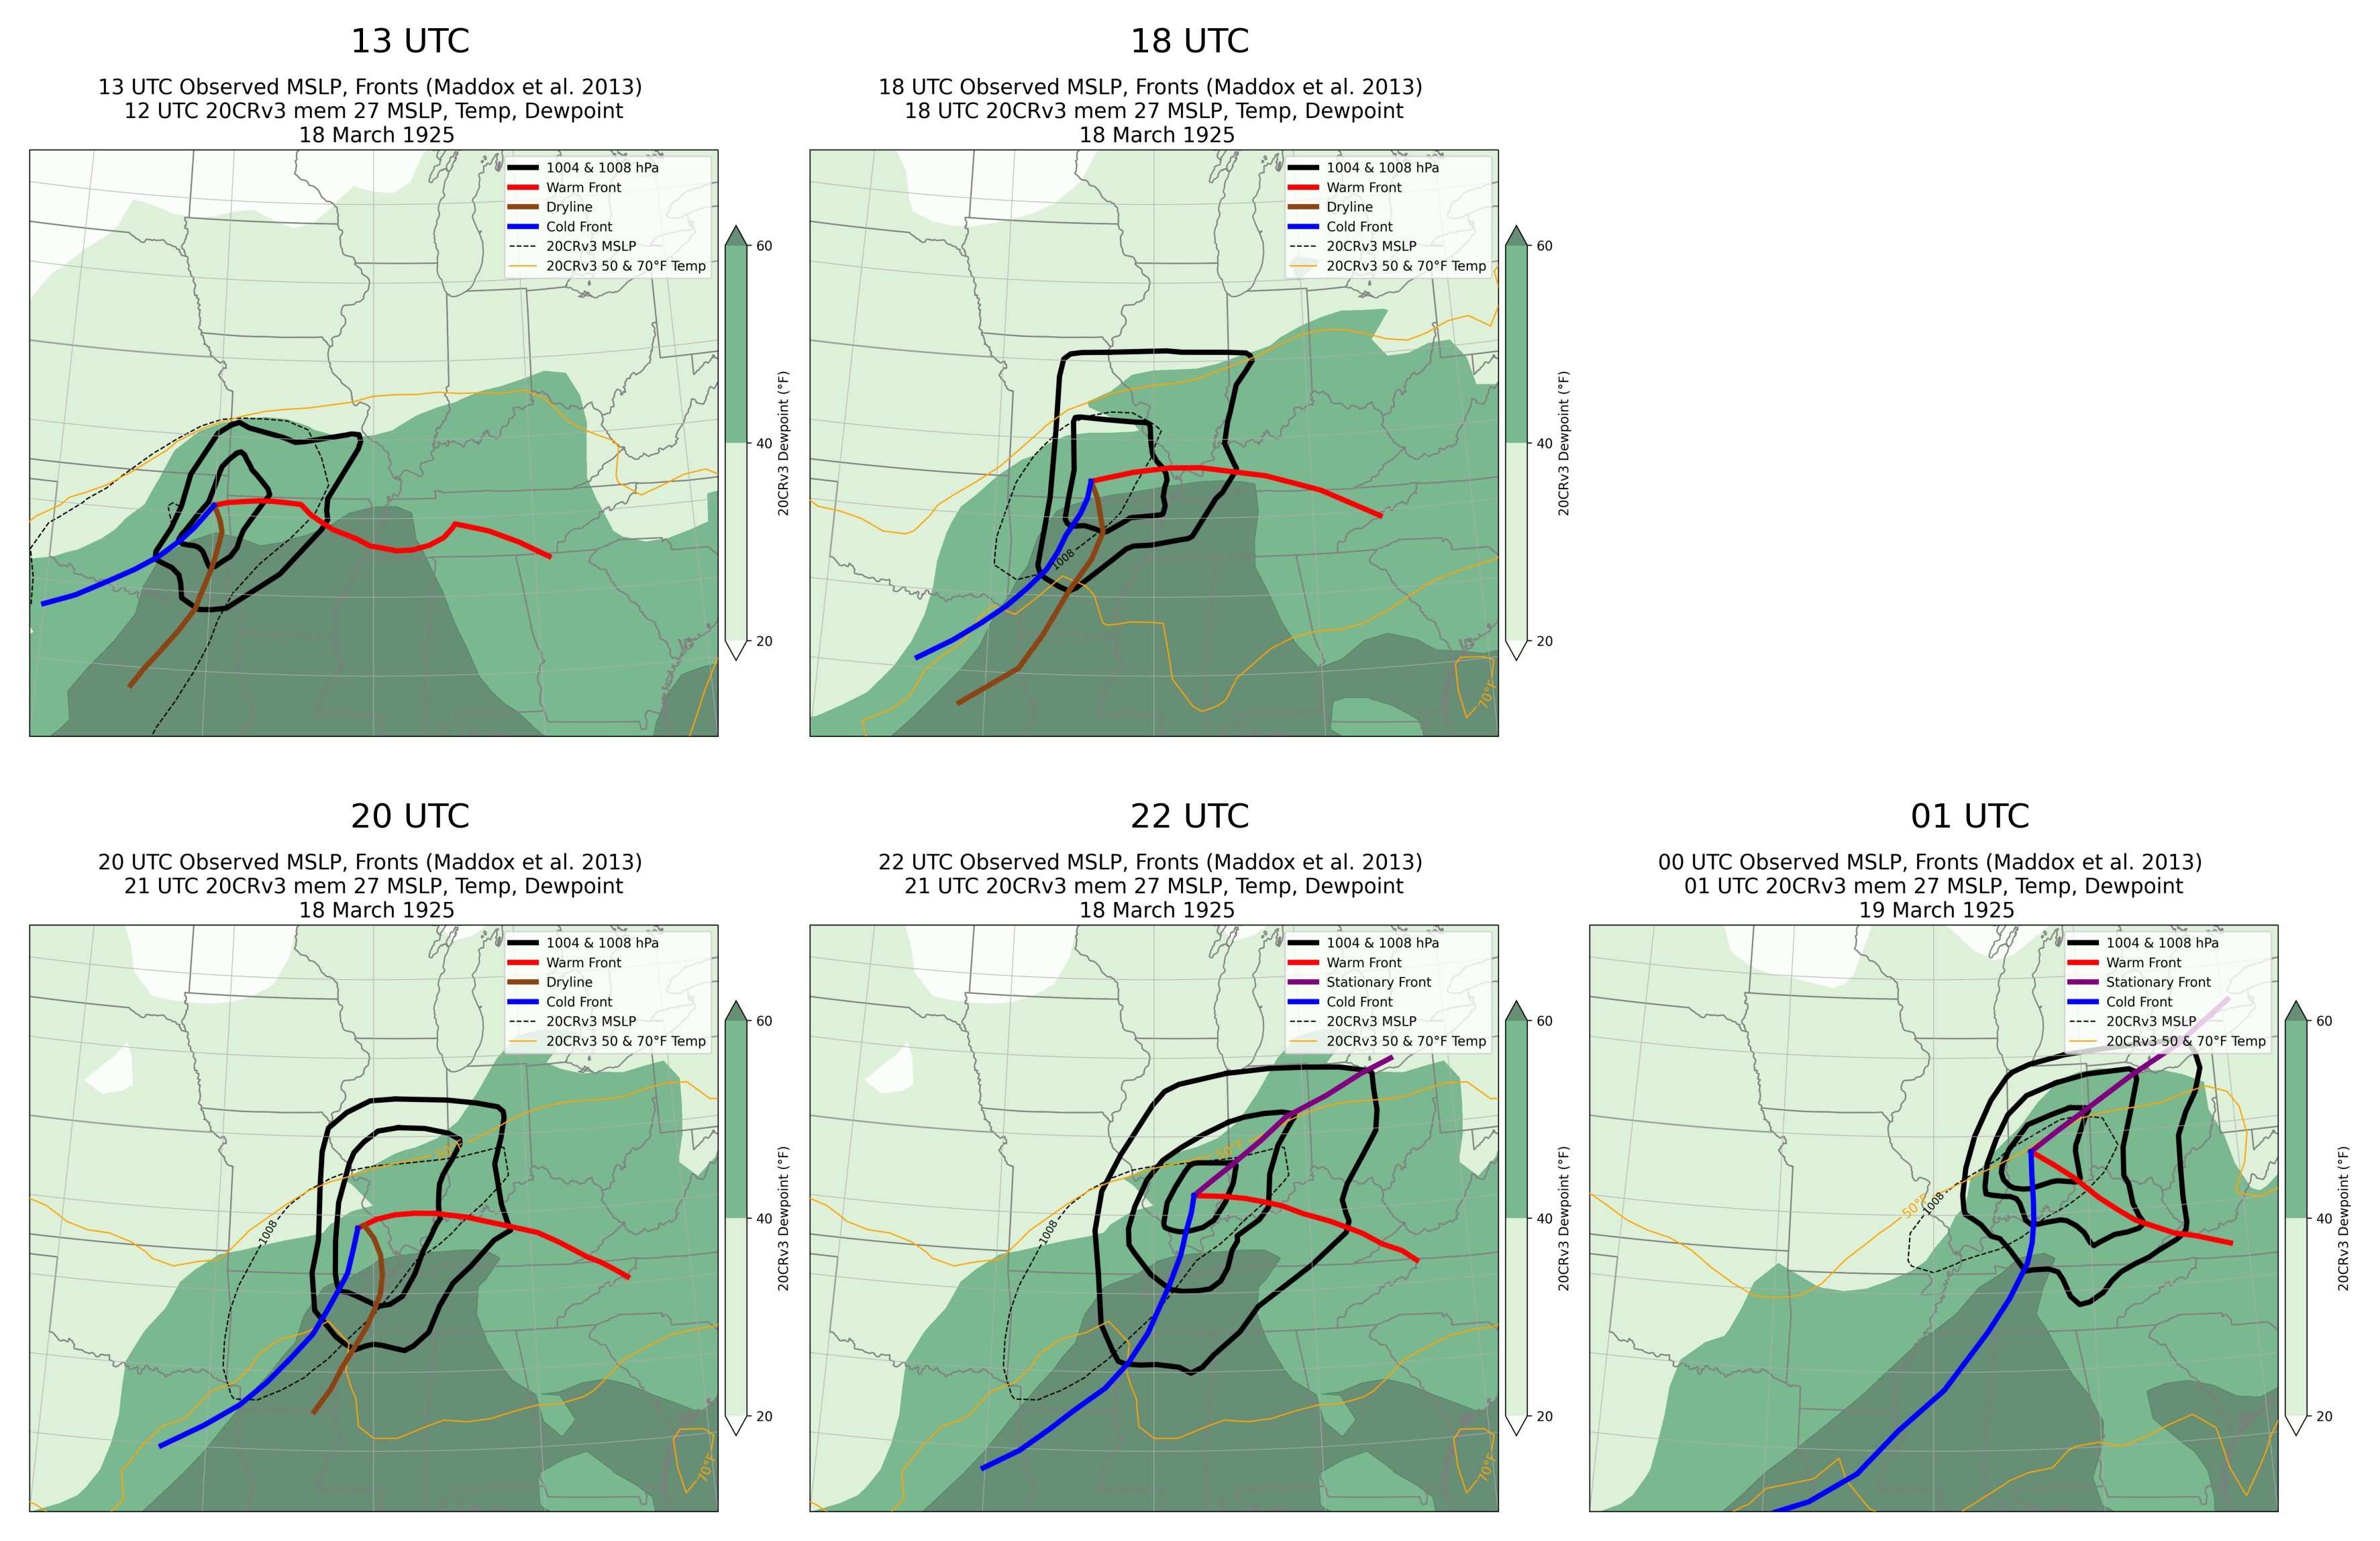 13 UTC
13 UTC Observed MSLP, Fronts (Maddox et al. 2013)
12 UTC 20CRv3 mem 27 MSLP, Temp, Dewpoint
18 March 1925
1004 & 1008 hPa
Warm Front
Dryline
Cold Front
20CRv3 MSLP
20CRv3 50 & 70°F Temp
60
40
20
20CRv3 Dewpoint (°F)
18 UTC
18 UTC Observed MSLP, Fronts (Maddox et al. 2013)
18 UTC 20CRv3 mem 27 MSLP, Temp, Dewpoint
18 March 1925
1004 & 1008 hPa
Warm Front
Dryline
Cold Front
20CRv3 MSLP
20CRv3 50 & 70°F Temp
1008
70°F
60
40
20
20CRv3 Dewpoint (°F)
20 UTC
20 UTC Observed MSLP, Fronts (Maddox et al. 2013)
21 UTC 20CRv3 mem 27 MSLP, Temp, Dewpoint
18 March 1925
1004 & 1008 hPa
Warm Front
Dryline
Cold Front
20CRv3 MSLP
20CRv3 50 & 70°F Temp
50°F
1008
70°F
60
40
20
20CRv3 Dewpoint (°F)
22 UTC
22 UTC Observed MSLP, Fronts (Maddox et al. 2013)
21 UTC 20CRv3 mem 27 MSLP, Temp, Dewpoint
18 March 1925
1004 & 1008 hPa
Warm Front
Stationary Front
Cold Front
20CRv3 MSLP
20CRv3 50 & 70°F Temp
50°F
1008
70°F
60
40
20
20CRv3 Dewpoint (°F)
01 UTC
00 UTC Observed MSLP, Fronts (Maddox et al. 2013)
01 UTC 20CRv3 mem 27 MSLP, Temp, Dewpoint
19 March 1925
1004 & 1008 hPa
Warm Front
Stationary Front
Cold Front
20CRv3 MSLP
20CRv3 50 & 70°F Temp
50°F
1008
60
40
20
20CRv3 Dewpoint (°F)